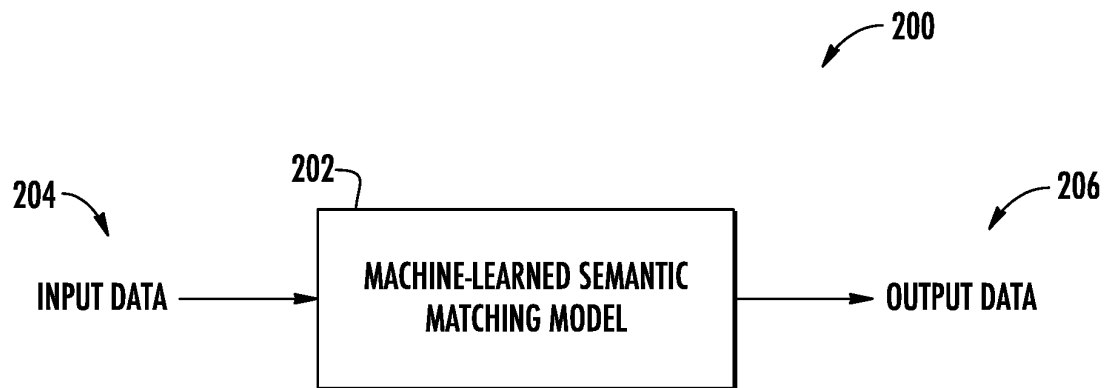 200
202
204
206
INPUT DATA
MACHINE-LEARNED SEMANTIC
MATCHING MODEL
OUTPUT DATA